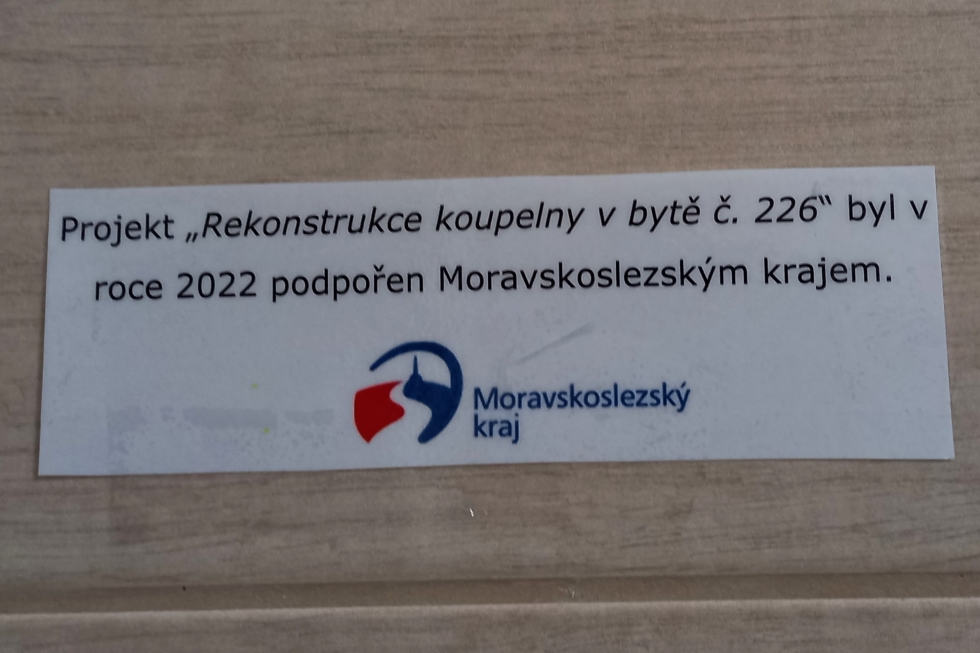 Projekt „Rekonstrukce koupelny v bytě č. 226“ byl v
roce 2022 podpořen Moravskoslezským krajem.
Moravskoslezský
kraj